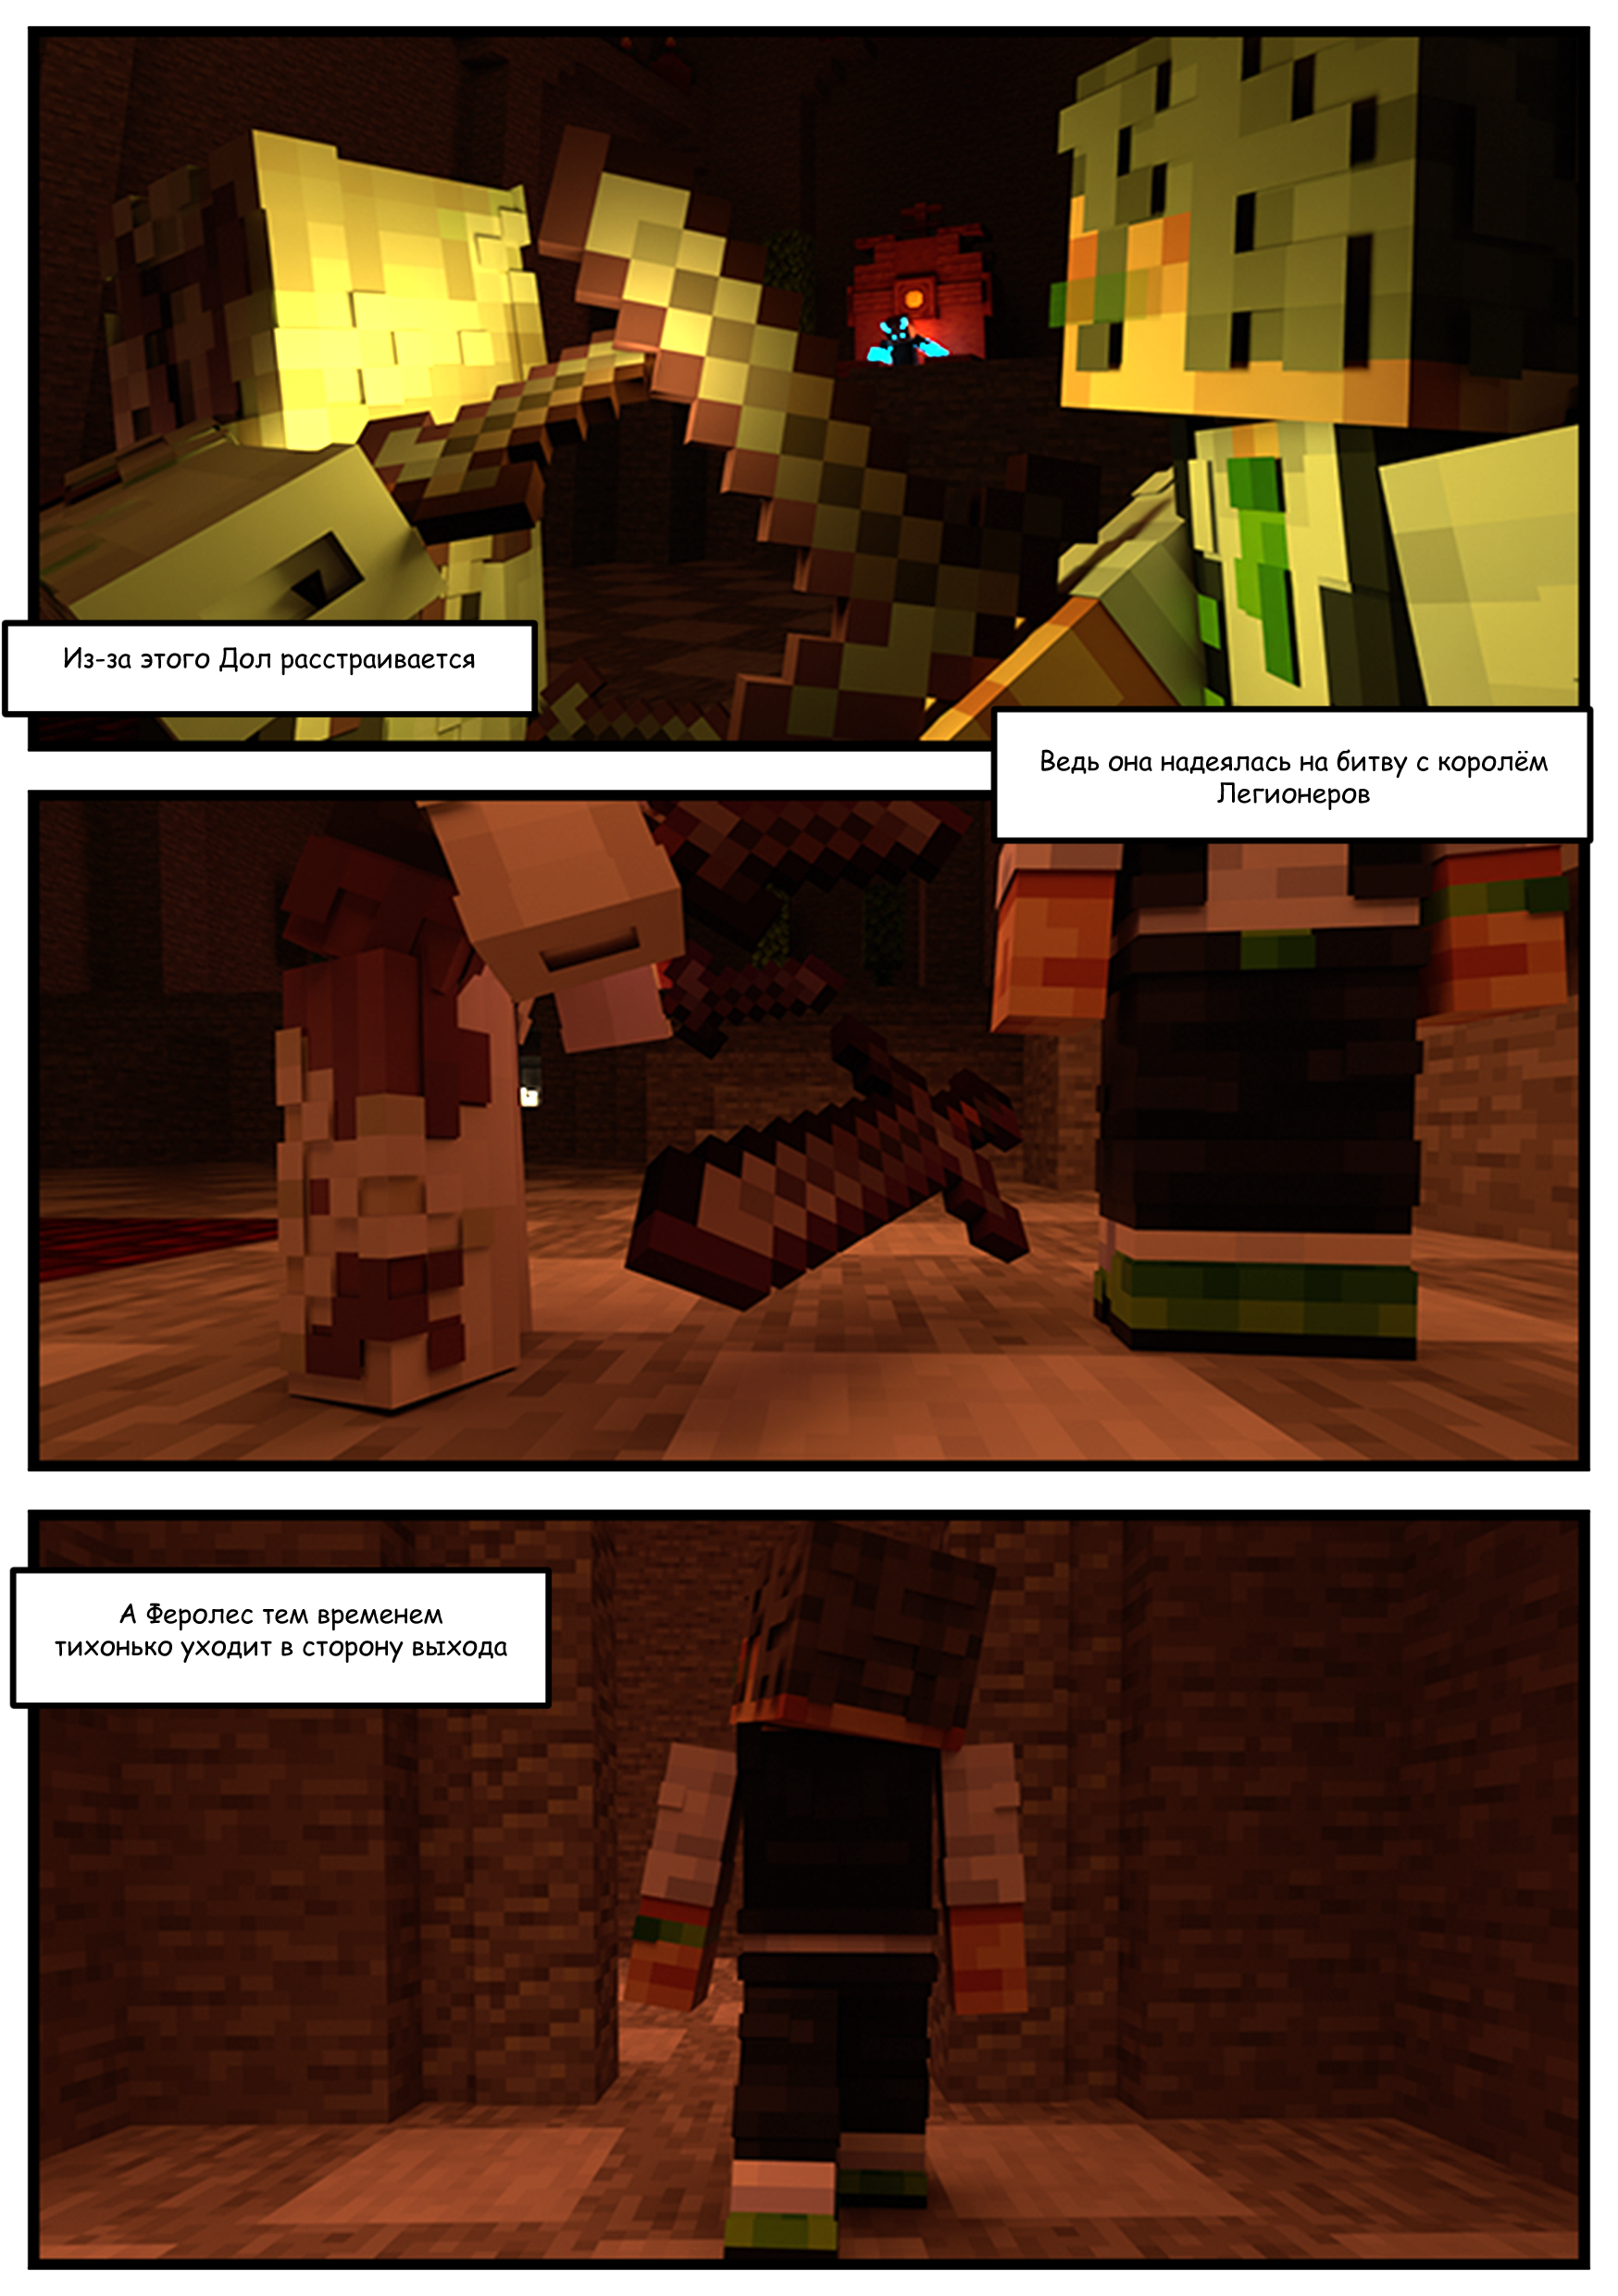 Из-за этого Дол расстраивается
Ведь она надеялась на битву с королём
Легионеров
А Феролес тем временем
тихонько уходит в сторону выхода